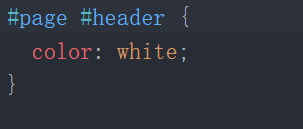 #page #header {
  color: white;
}